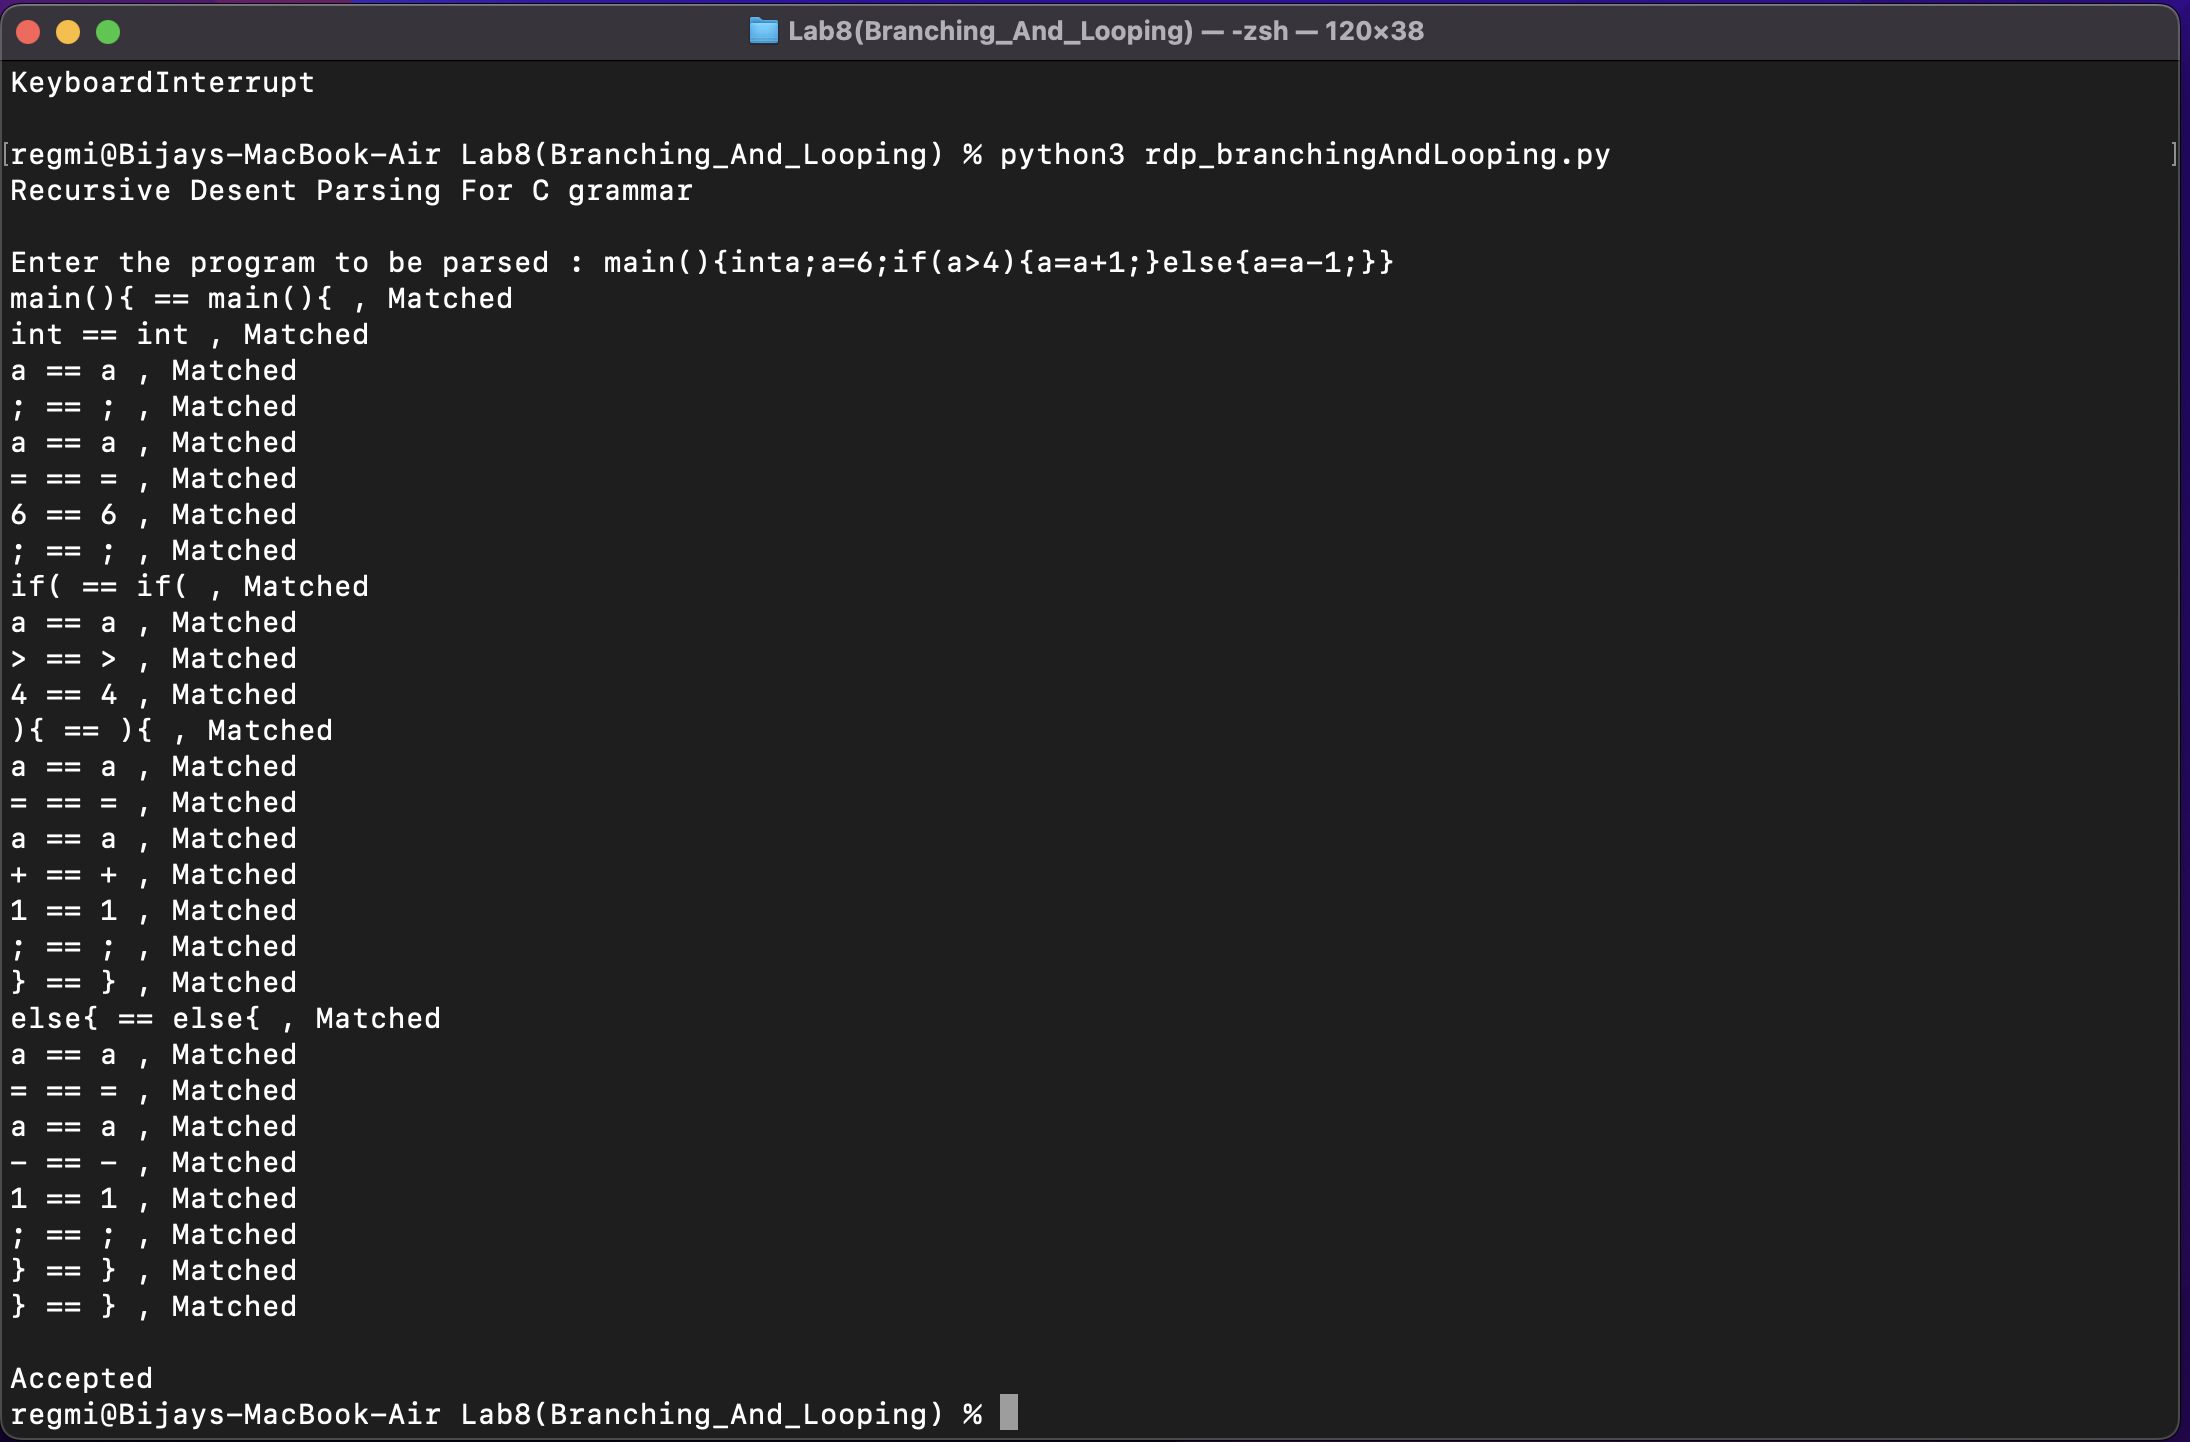 Lab8(Branching_And_Looping) — -zsh — 120×38
KeyboardInterrupt
[regmi@Bijays-MacBook-Air Lab8(Branching_And_Looping) % python3 rdp_branchingAndLooping.py ]
Recursive Desent Parsing For C grammar
Enter the program to be parsed : main(){inta;a=6;if(a>4){a=a+1;}else{a=a-1;}}
main(){ == main(){ , Matched
int == int , Matched
a == a , Matched
; == ; , Matched
a == a , Matched
= == = , Matched
6 == 6 , Matched
; == ; , Matched
if( == if( , Matched
a == a , Matched
> == > , Matched
4 == 4 , Matched
){ == ){ , Matched
a == a , Matched
= == = , Matched
a == a , Matched
+ == + , Matched
1 == 1 , Matched
; == ; , Matched
} == } , Matched
else{ == else{ , Matched
a == a , Matched
= == = , Matched
a == a , Matched
- == - , Matched
1 == 1 , Matched
; == ; , Matched
} == } , Matched
} == } , Matched
Accepted
regmi@Bijays-MacBook-Air Lab8(Branching_And_Looping) %